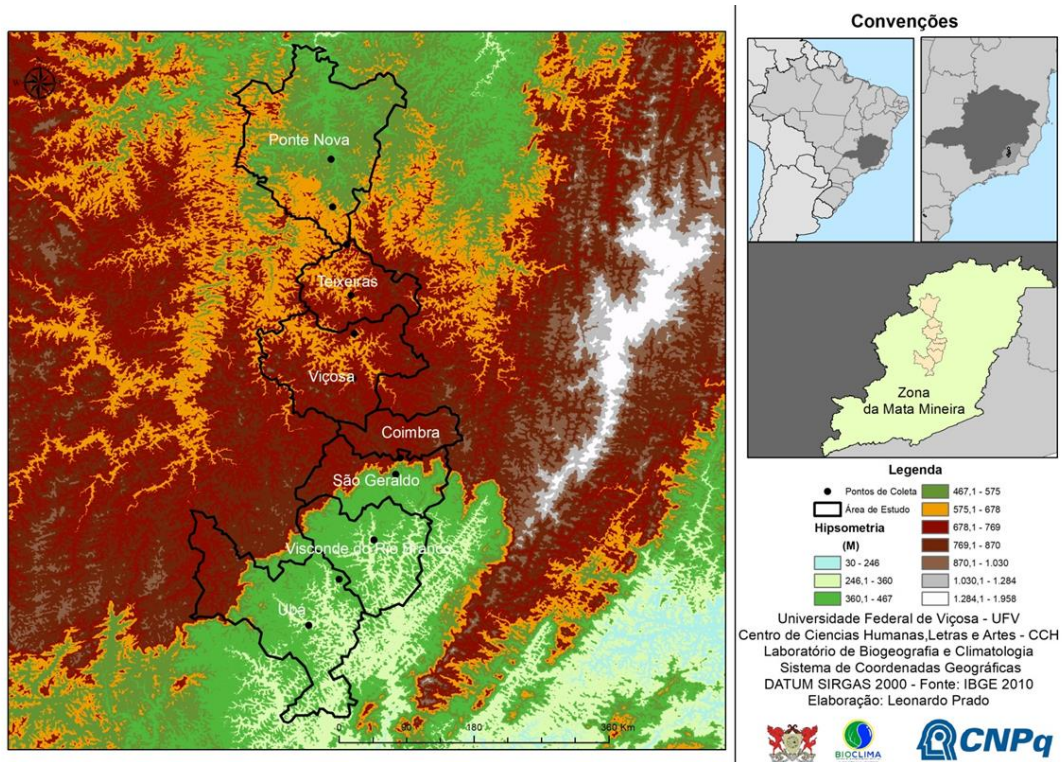 Ponte Nova
Teixeiras
Viçosa
Coimbra
São Geraldo
Visconde do Rio Branco
Ubá
0 90 180 360 Km
Convenções
Zona
da Mata Mineira
Legenda
Pontos de Coleta
Área de Estudo
Hipsometria
(M)
30 - 246
246,1 - 360
360,1 - 467
467,1 - 575
575,1 - 678
678,1 - 769
769,1 - 870
870,1 - 1.030
1.030,1 - 1.284
1.284,1 - 1.958
Universidade Federal de Viçosa - UFV
Centro de Ciencias Humanas,Letras e Artes - CCH
Laboratório de Biogeografia e Climatologia
Sistema de Coordenadas Geográficas
DATUM SIRGAS 2000 - Fonte: IBGE 2010
Elaboração: Leonardo Prado
BIOCLIMA
CNPq